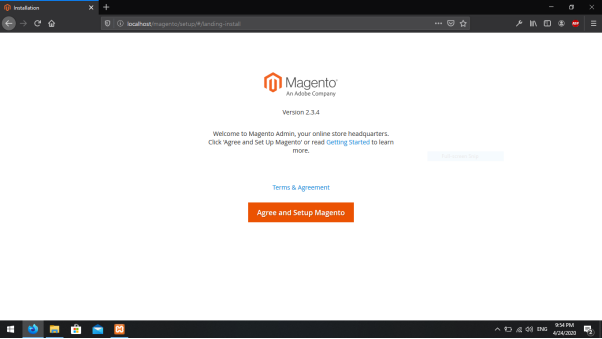 Installation
localhost/magento/setup/#/landing-install
Magento
An Adobe Company
Version 2.3.4
Welcome to Magento Admin, your online store headquarters.
Click 'Agree and Set Up Magento' or read Getting Started to learn
more.
Terms & Agreement
Agree and Setup Magento
ENG
9:54 PM
4/24/2020
2